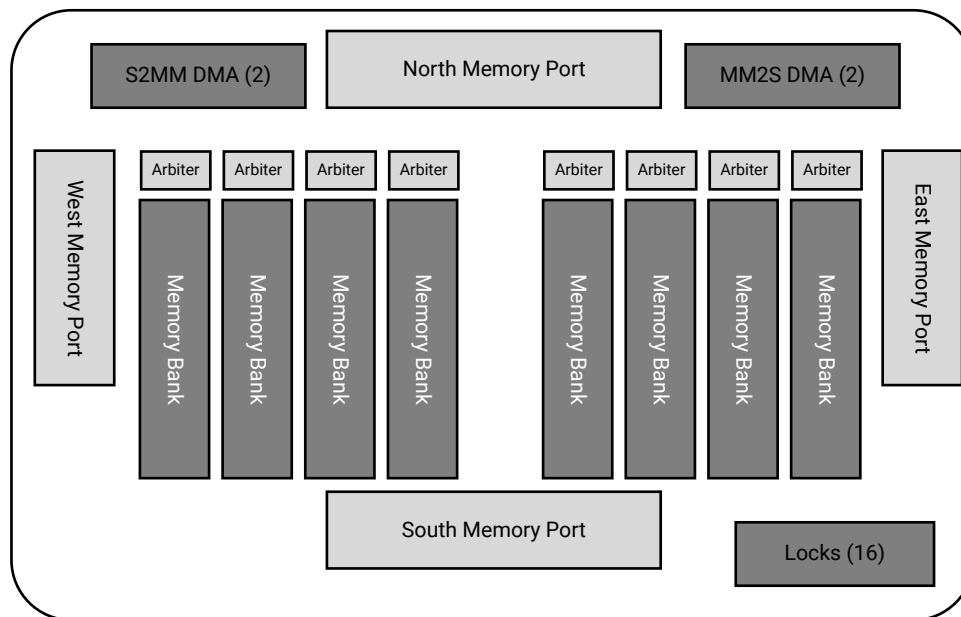 S2MM DMA (2)
North Memory Port
MM2S DMA (2)
West Memory Port
Arbiter
Arbiter
Arbiter
Arbiter
Arbiter
Arbiter
Arbiter
Arbiter
East Memory Port
Memory Bank
Memory Bank
Memory Bank
Memory Bank
Memory Bank
Memory Bank
Memory Bank
Memory Bank
South Memory Port
Locks (16)